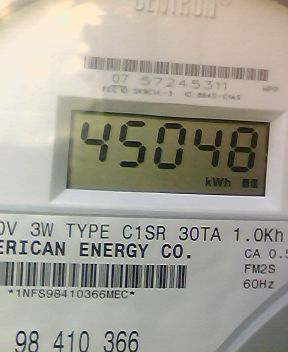 CENTRON®
07 57245311
45048
kWh
3W TYPE C1SR 30TA 1.0Kh
ERICAN ENERGY CO.
CA 0.5
FM2S
60Hz
*1NFS98410366MEC*
98 410 366